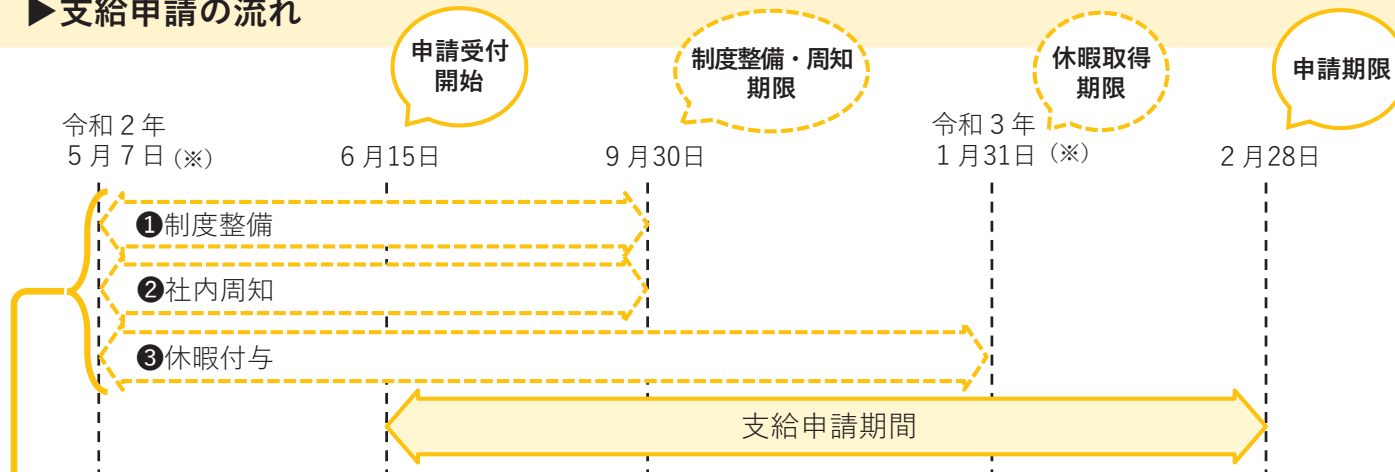 ▶支給申請の流れ
申請受付
開始
制度整備・周知
期限
休暇取得
期限
申請期限
令和２年
５月７日(※)
６月15日
９月30日
令和３年
１月31日(※)
２月28日
❶制度整備
❷社内周知
❸休暇付与
支給申請期間